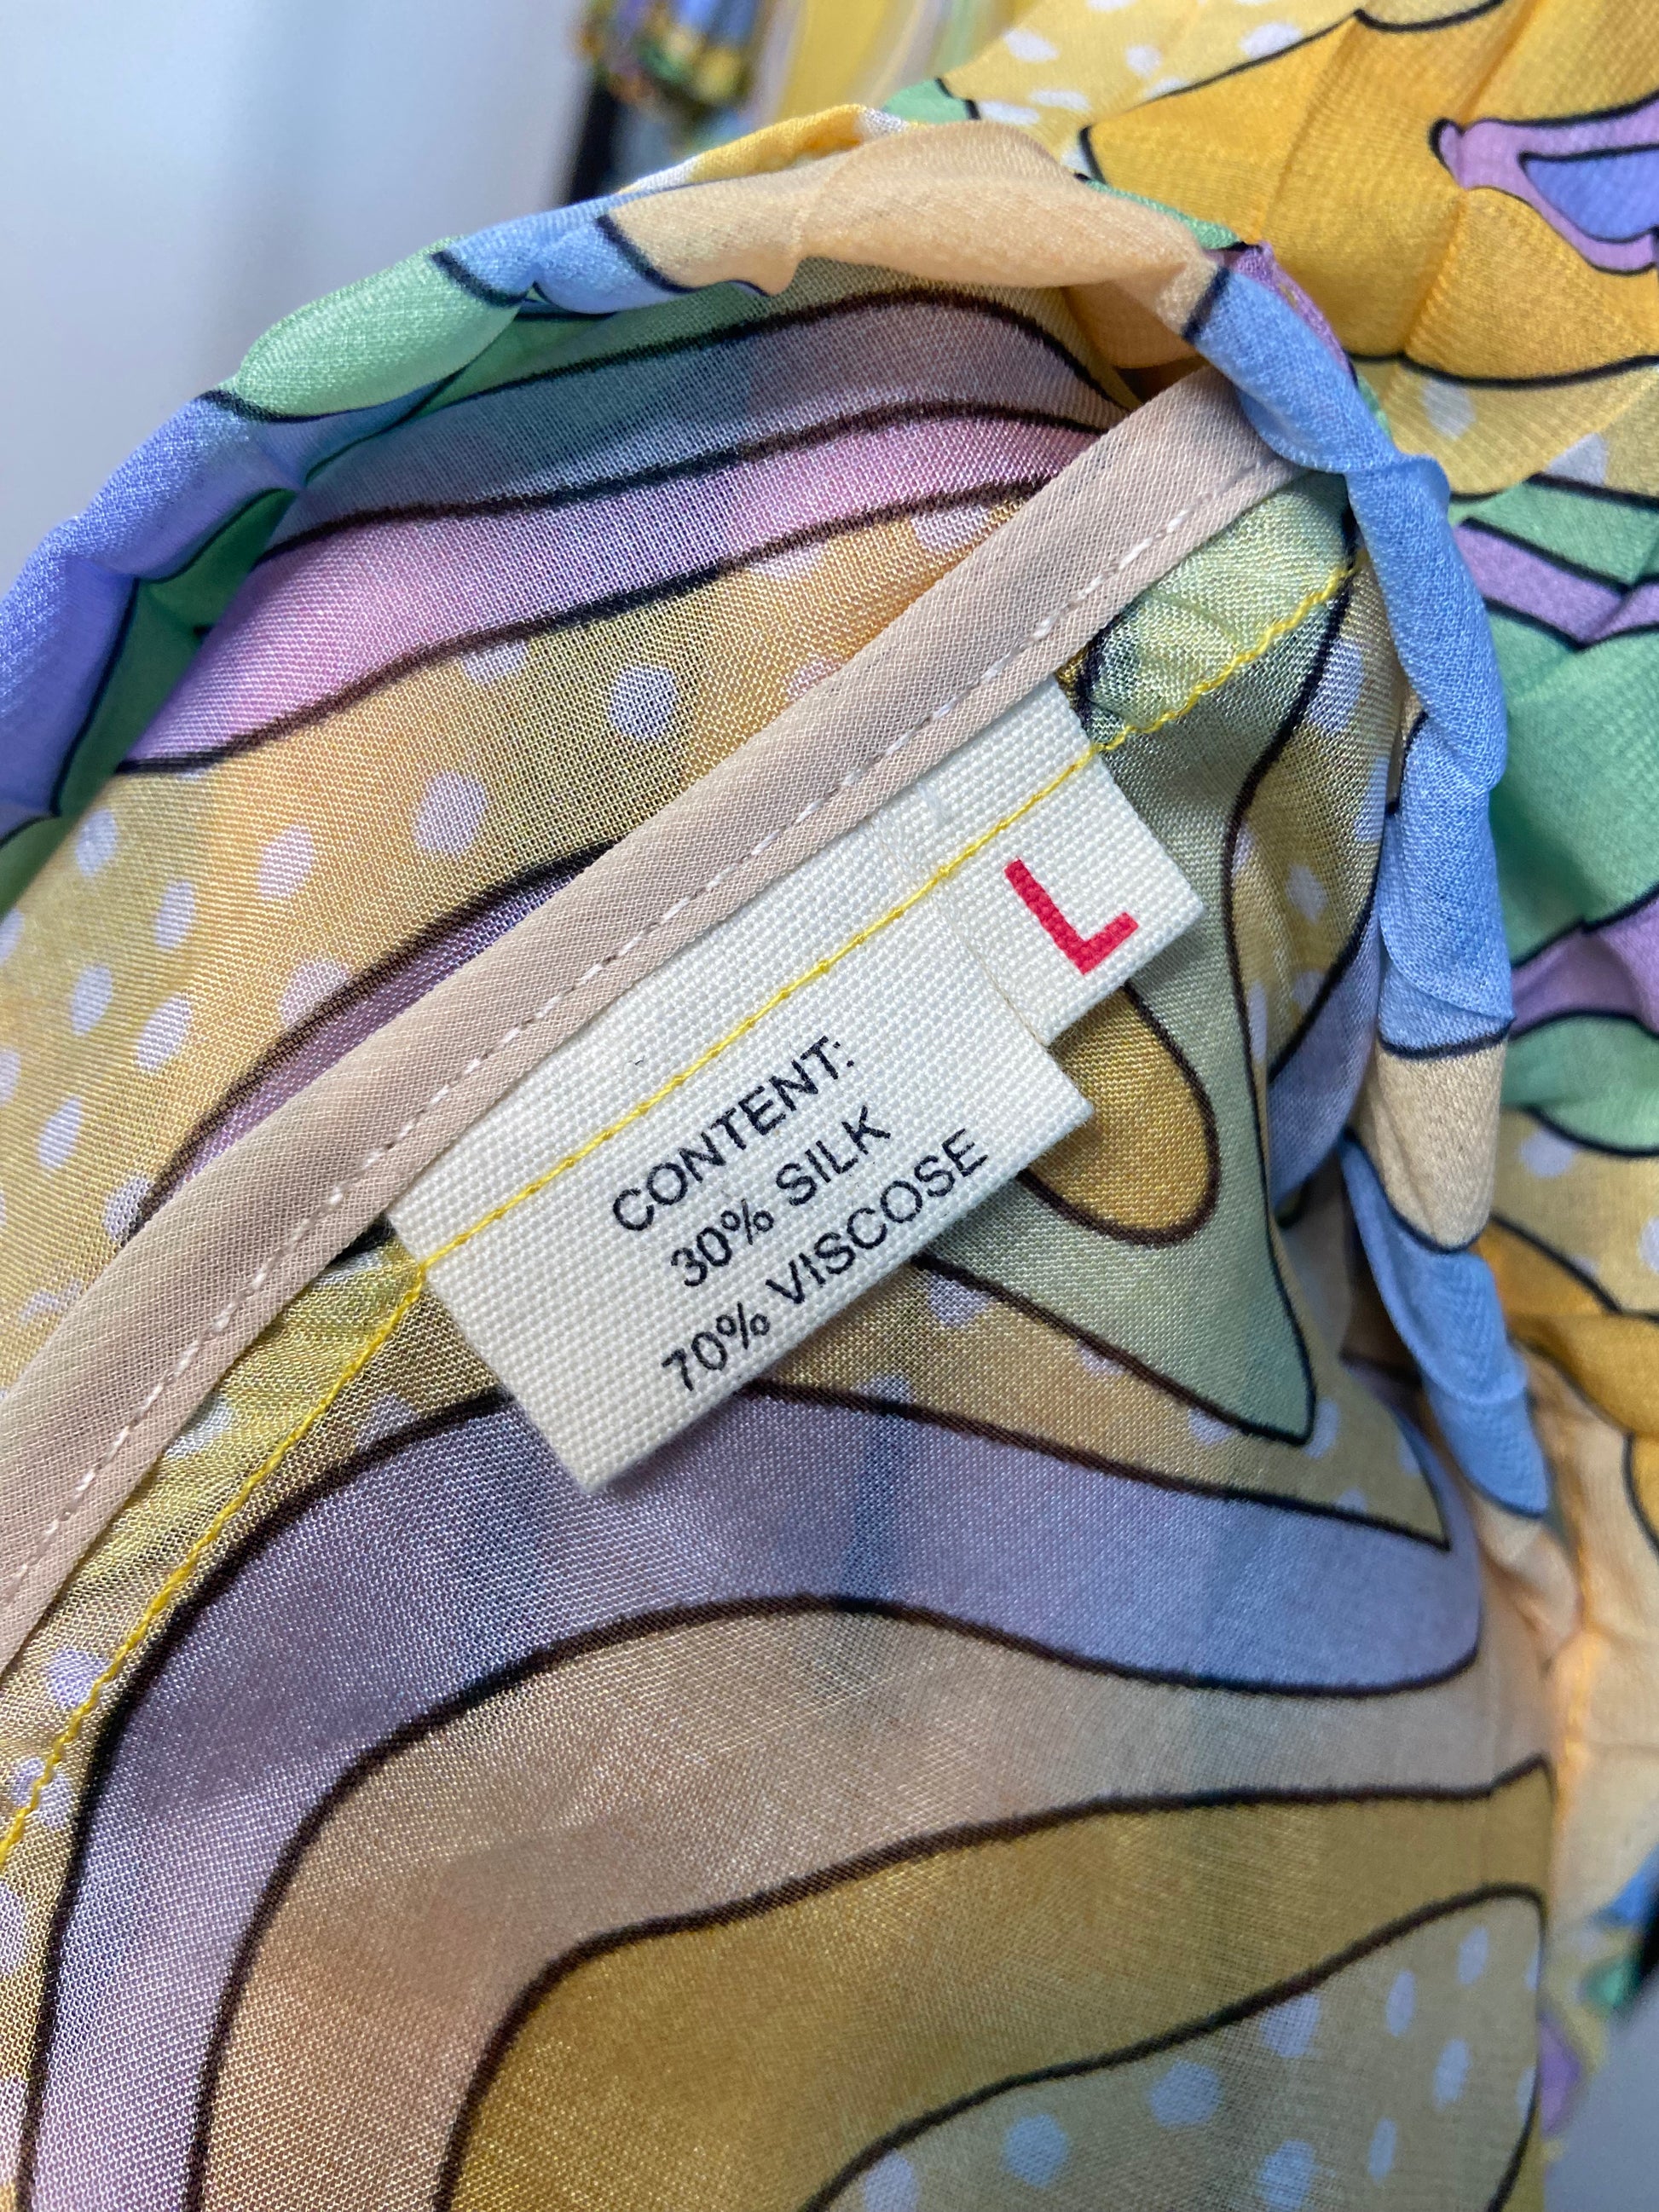 L
CONTENT:
30% SILK
70% VISCOSE